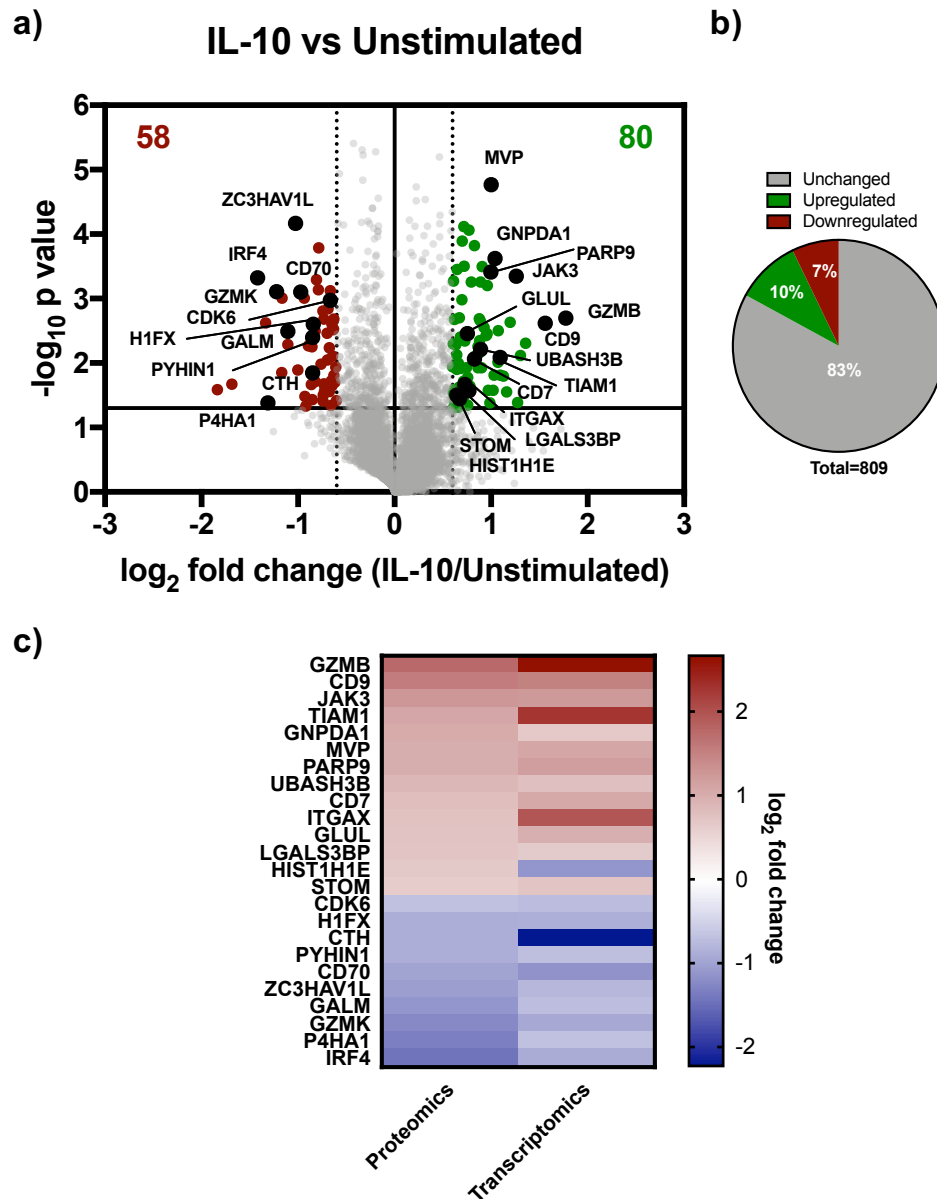 a)
IL-10 vs Unstimulated
b)
6
5
4
3
2
1
0
-log10 p value
58
80
MVP
ZC3HAV1L
GNPDA1
PARP9
IRF4
CD70
JAK3
GZMK
GLUL
GZMB
CDK6
H1FX
GALM
CD9
UBASH3B
PYHIN1
TIAM1
CTH
CD7
P4HA1
ITGAX
LGALS3BP
STOM
HIST1H1E
-3
-2
-1
0
1
2
3
log2 fold change (IL-10/Unstimulated)
Unchanged
Upregulated
Downregulated
7%
10%
83%
Total=809
c)
GZMB
CD9
JAK3
TIAM1
GNPDA1
MVP
PARP9
UBASH3B
CD7
ITGAX
GLUL
LGALS3BP
HIST1H1E
STOM
CDK6
H1FX
CTH
PYHIN1
CD70
ZC3HAV1L
GALM
GZMK
P4HA1
IRF4
Proteomics
Transcriptomics
2
1
0
-1
-2
log2 fold change